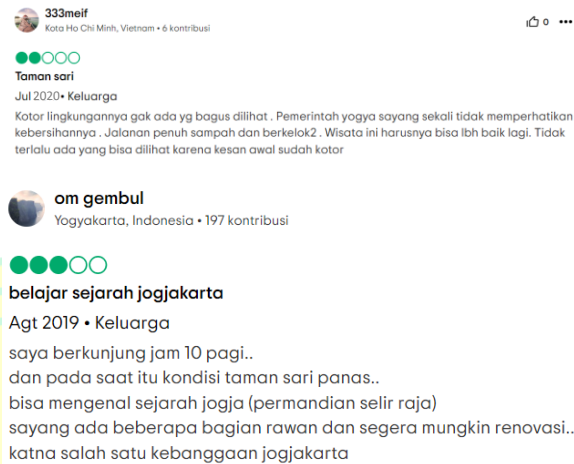 333meif
Kota Ho Chi Minh, Vietnam • 6 kontribusi
0
Taman sari
Jul 2020• Keluarga
Kotor lingkungannya gak ada yg bagus dilihat . Pemerintah yogya sayang sekali tidak memperhatikan
kebersihannya . Jalanan penuh sampah dan berkelok2 . Wisata ini harusnya bisa lbh baik lagi. Tidak
terlalu ada yang bisa dilihat karena kesan awal sudah kotor
om gembul
Yogyakarta, Indonesia • 197 kontribusi
belajar sejarah jogjakarta
Agt 2019 • Keluarga
saya berkunjung jam 10 pagi..
dan pada saat itu kondisi taman sari panas..
bisa mengenal sejarah jogja (permandian selir raja)
sayang ada beberapa bagian rawan dan segera mungkin renovasi..
katna salah satu kebanggaan jogjakarta